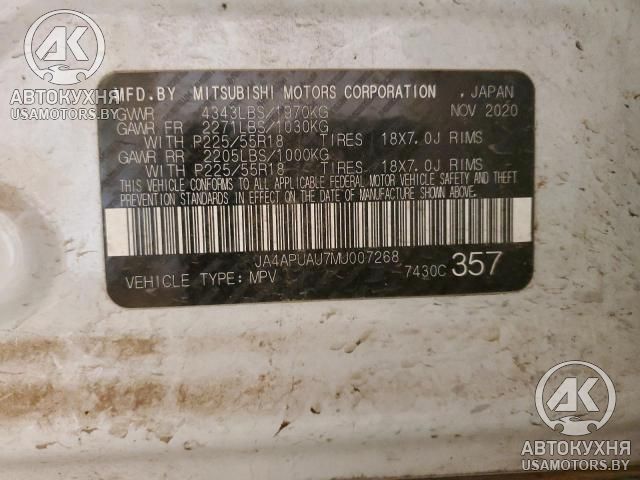 АК
АВТОКУХНЯ
USAMOTORS.BY
MFD.BY MITSUBISHI MOTORS CORPORATION , JAPAN
GVWR 4343LBS/1970KG NOV 2020
GAWR FR 2271LBS/1030KG
WITH P225/55R18 TIRES 18X7.0J RIMS
GAWR RR 2205LBS/1000KG
WITH P225/55R18 TIRES 18X7.0J RIMS
THIS VEHICLE CONFORMS TO ALL APPLICABLE FEDERAL MOTOR VEHICLE SAFETY AND THEFT
PREVENTION STANDARDS IN EFFECT ON THE DATE OF MANUFACTURE SHOWN ABOVE.
JA4APUAU7MU007268
VEHICLE TYPE: MPV 7430C 357
АК
АВТОКУХНЯ
USAMOTORS.BY